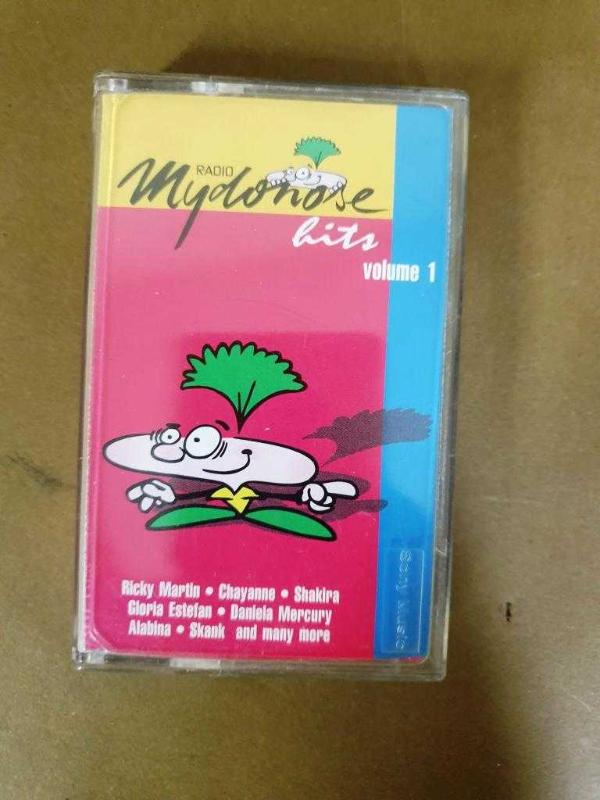 RADIO
Mydonose
hits
volume 1
Ricky Martin • Chayanne • Shakira
Gloria Estefan • Daniela Mercury
Alabina • Skank and many more
Sony Music